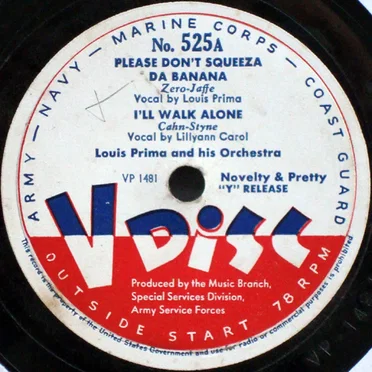 ARMY — NAVY — MARINE CORPS — COAST GUARD
No. 525A
PLEASE DON'T SQUEEZA
DA BANANA
Zero-Jaffe
Vocal by Louis Prima
I'LL WALK ALONE
Cahn-Styne
Vocal by Lillyann Carol
Louis Prima and his Orchestra
VP 1481
Novelty & Pretty
"Y" RELEASE
V DISC
Produced by the Music Branch,
Special Services Division,
Army Service Forces
OUTSIDE START 78 RPM
This record is the property of the United States Government and use for radio or commercial purposes is prohibited